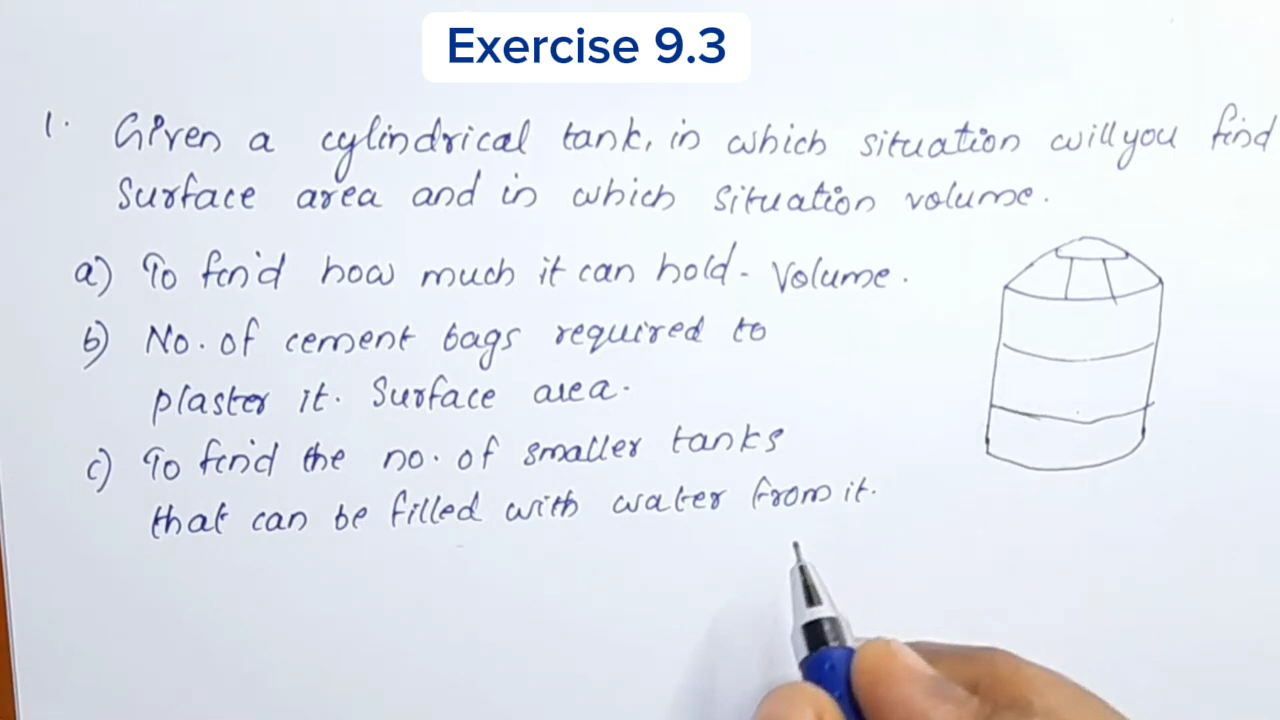 Exercise 9.3
1. Given a cylindrical tank, in which situation will you find
Surface area and in which situation volume.
a) To find how much it can hold - Volume.
b) No. of cement bags required to
plaster it. Surface area.
c) To find the no. of smaller tanks
that can be filled with water from it.